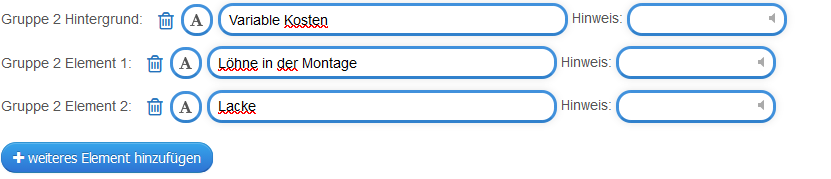 Gruppe 2 Hintergrund: A Variable Kosten Hinweis:
Gruppe 2 Element 1: A Löhne in der Montage Hinweis:
Gruppe 2 Element 2: A Lacke Hinweis:
+ weiteres Element hinzufügen